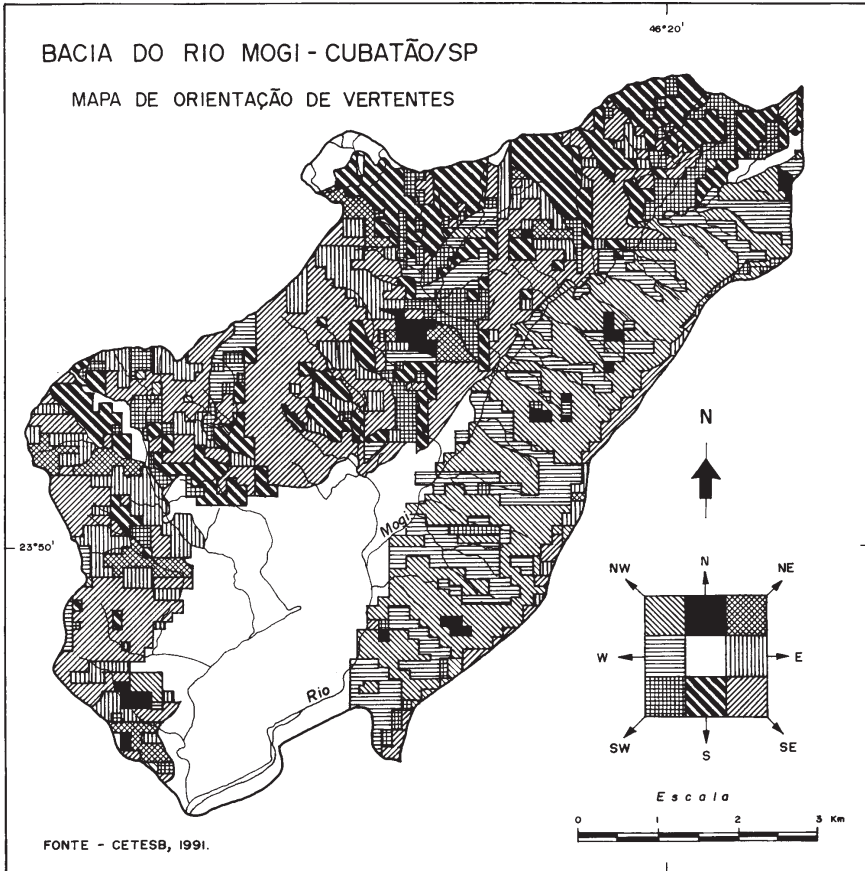 46°20'
BACIA DO RIO MOGI - CUBATÃO/SP
MAPA DE ORIENTAÇÃO DE VERTENTES
N
Mogi
23°50'
NW N NE
W E
SW S SE
Rio
Escala
0 1 2 3 Km
FONTE - CETESB, 1991.